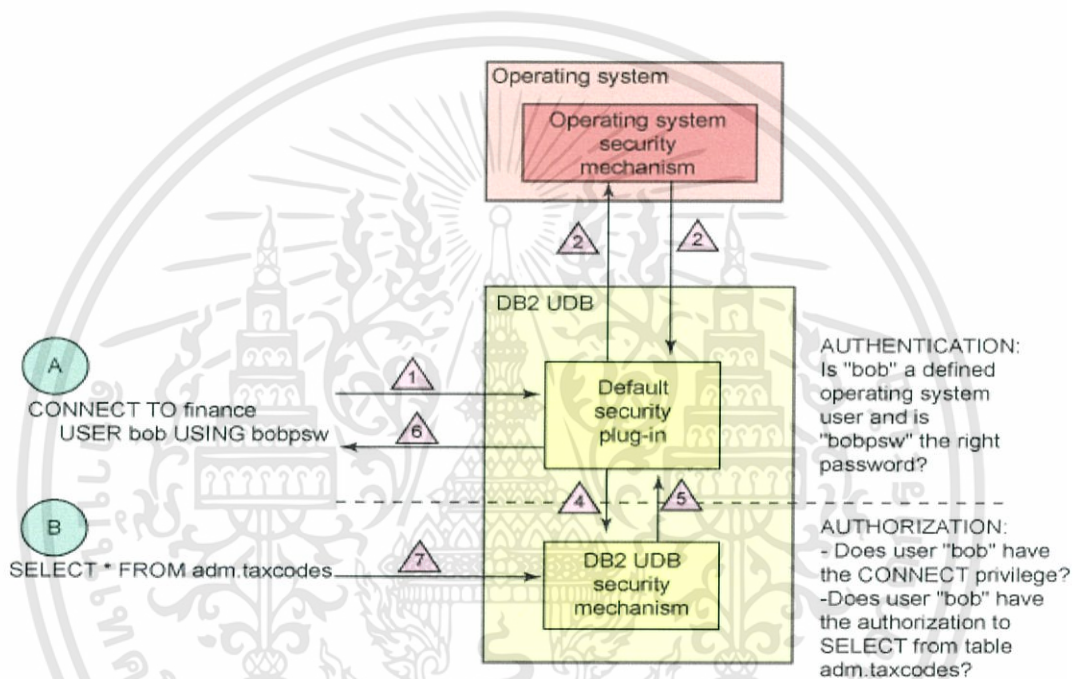 Operating system
Operating system
security
mechanism
2
2
DB2 UDB
A
CONNECT TO finance
USER bob USING bobpsw
1
6
Default
security
plug-in
AUTHENTICATION:
Is "bob" a defined
operating system
user and is
"bobpsw" the right
password?
4
5
B
SELECT * FROM adm.taxcodes
7
DB2 UDB
security
mechanism
AUTHORIZATION:
- Does user "bob" have
the CONNECT privilege?
-Does user "bob" have
the authorization to
SELECT from table
adm.taxcodes?